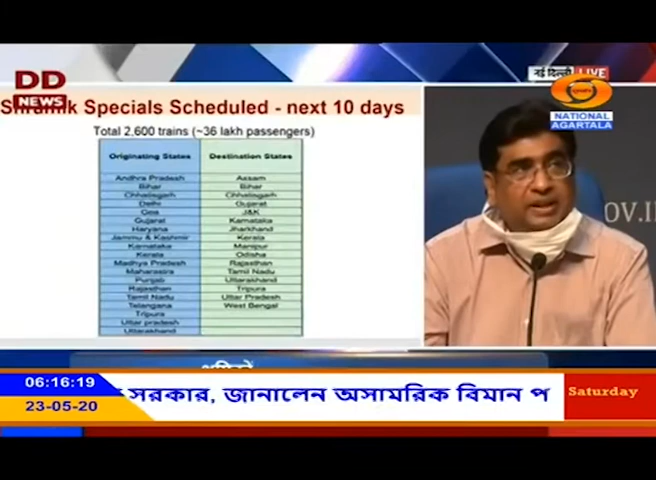 DD
NEWS
Shramik Specials Scheduled - next 10 days
Total 2,600 trains (~36 lakh passengers)
Originating States
Destination States
Andhra Pradesh
Assam
Bihar
Bihar
Chhatisgarh
Chhatisgarh
Delhi
Gujarat
Goa
J&K
Gujarat
Karnataka
Haryana
Jharkhand
Jammu & Kashmir
Kerala
Karnataka
Manipur
Kerala
Odisha
Madhya Pradesh
Rajasthan
Maharastra
Tamil Nadu
Punjab
Uttarakhand
Rajasthan
Tripura
Tamil Nadu
Uttar Pradesh
Telangana
West Bengal
Tripura
Uttar pradesh
Uttarakhand
नई दिल्ली LIVE
NATIONAL
AGARTALA
OV.I
06:16:19
23-05-20
সরকার, জানালেন অসামরিক বিমান প
Saturday